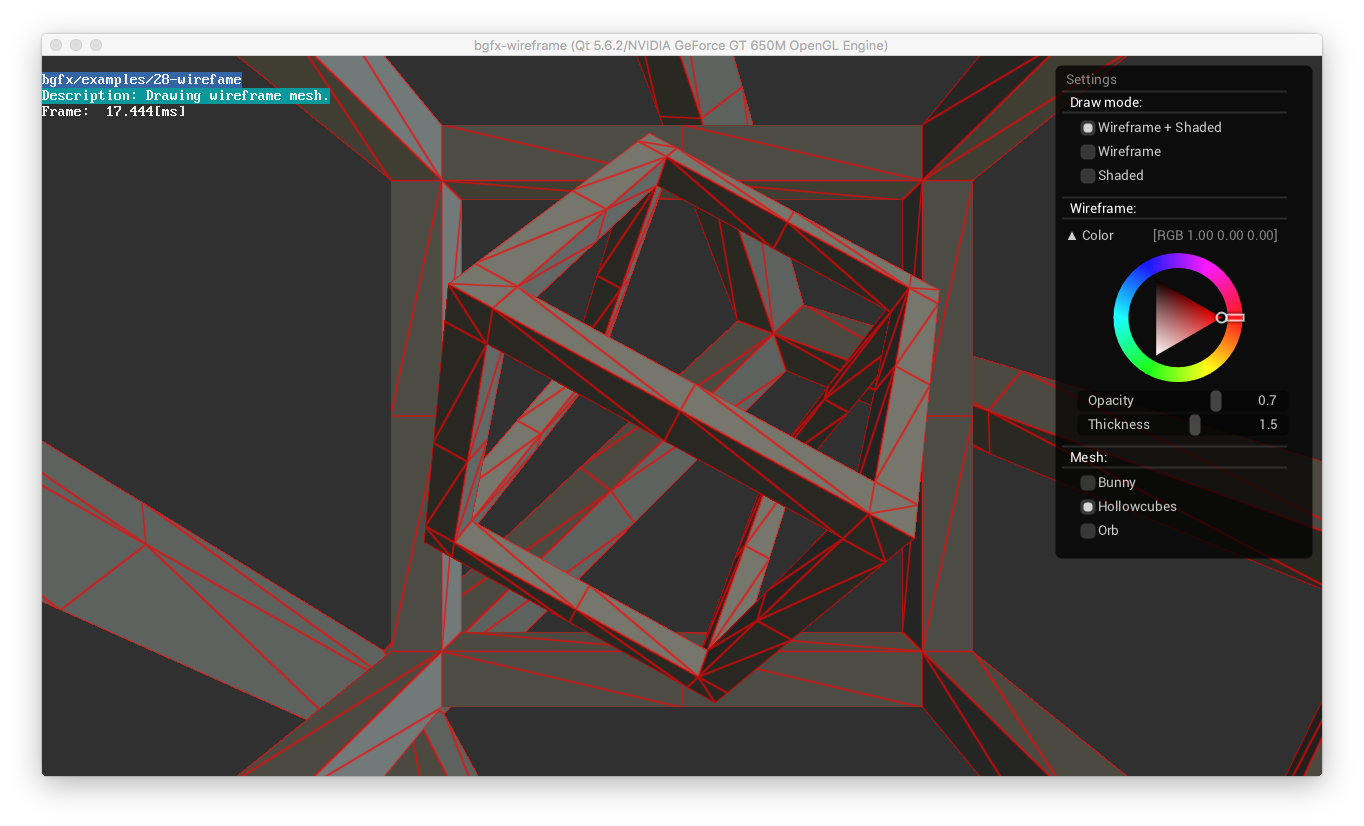 bgfx-wireframe (Qt 5.6.2/NVIDIA GeForce GT 650M OpenGL Engine)
bgfx/examples/28-wirefame
Description: Drawing wireframe mesh.
Frame: 17.444[ms]
Settings
Draw mode:
Wireframe + Shaded
Wireframe
Shaded
Wireframe:
▲ Color [RGB 1.00 0.00 0.00]
Opacity 0.7
Thickness 1.5
Mesh:
Bunny
Hollowcubes
Orb